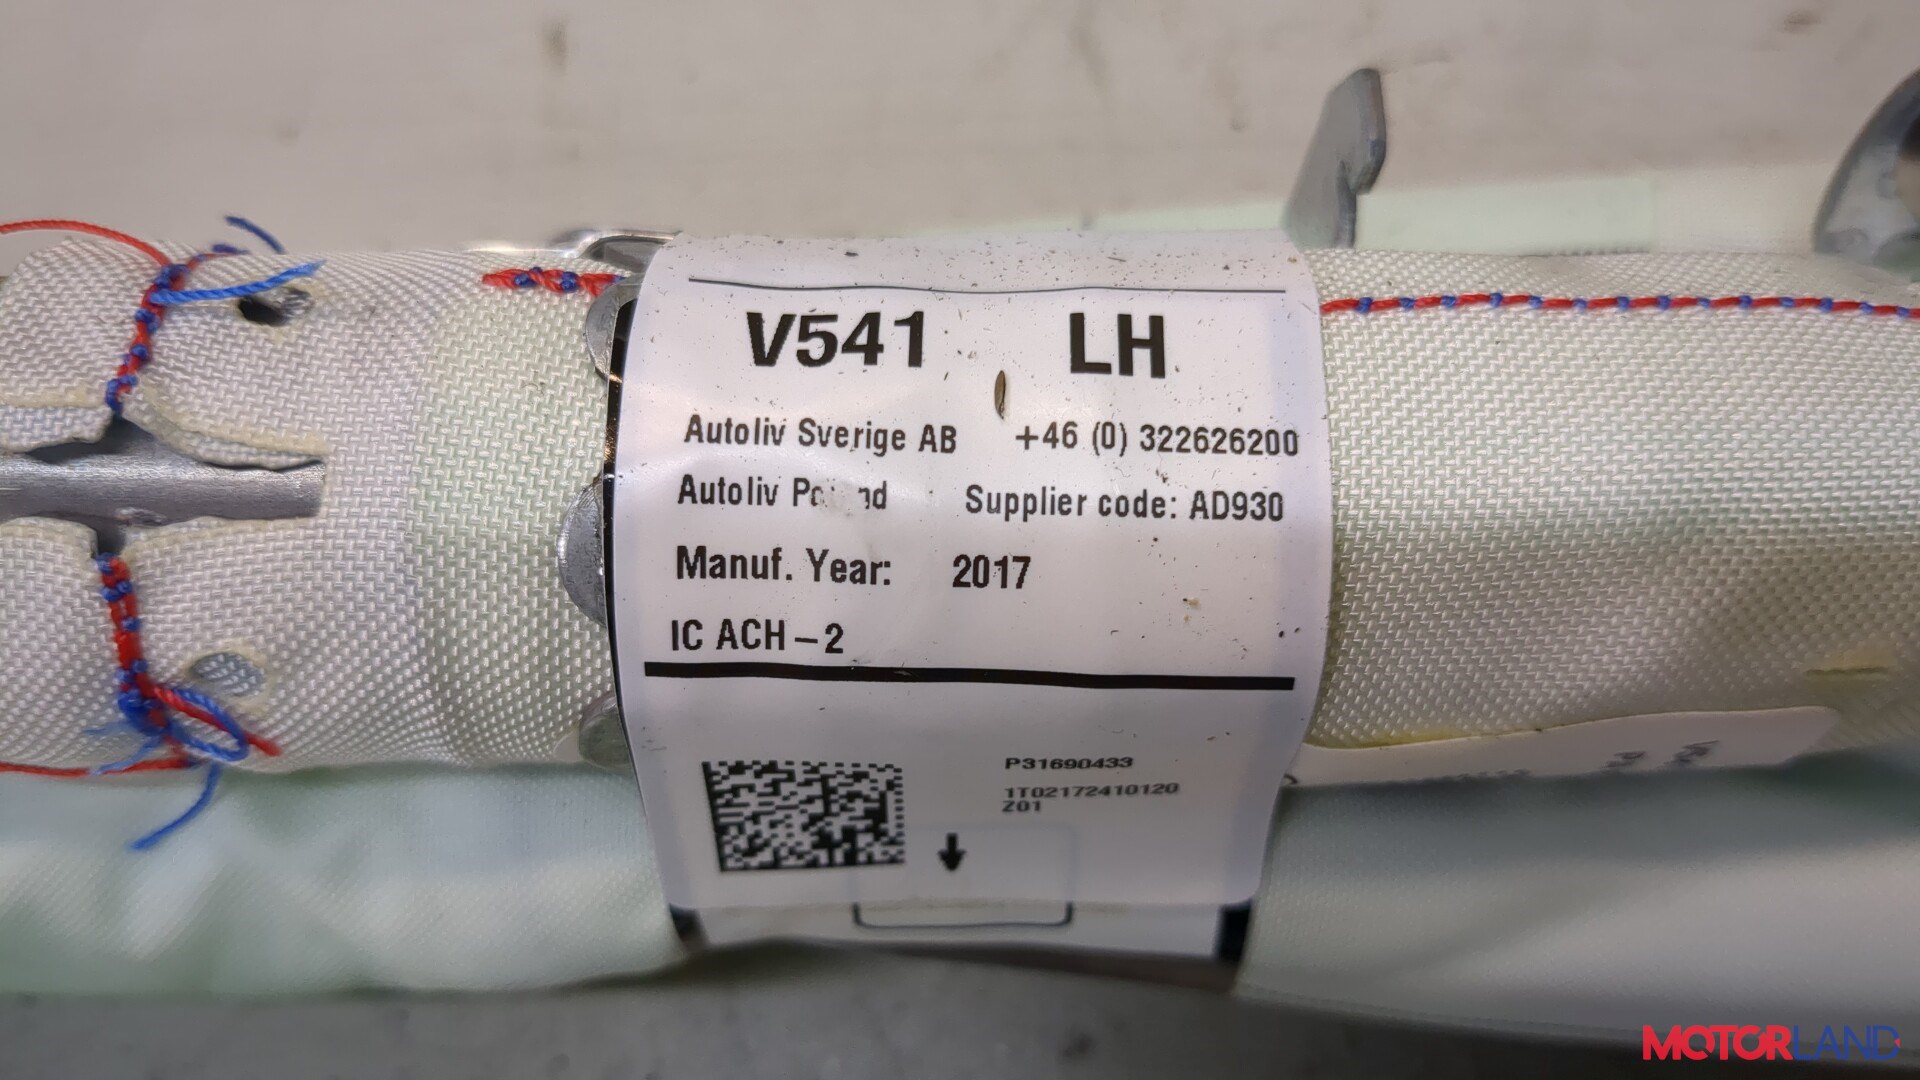 V541 LH
Autoliv Sverige AB +46 (0) 322626200
Autoliv Supplier code: AD930
Manuf. Year: 2017
IC ACH-2
P31690433
1T02172410120
Z01
MOTORLAND